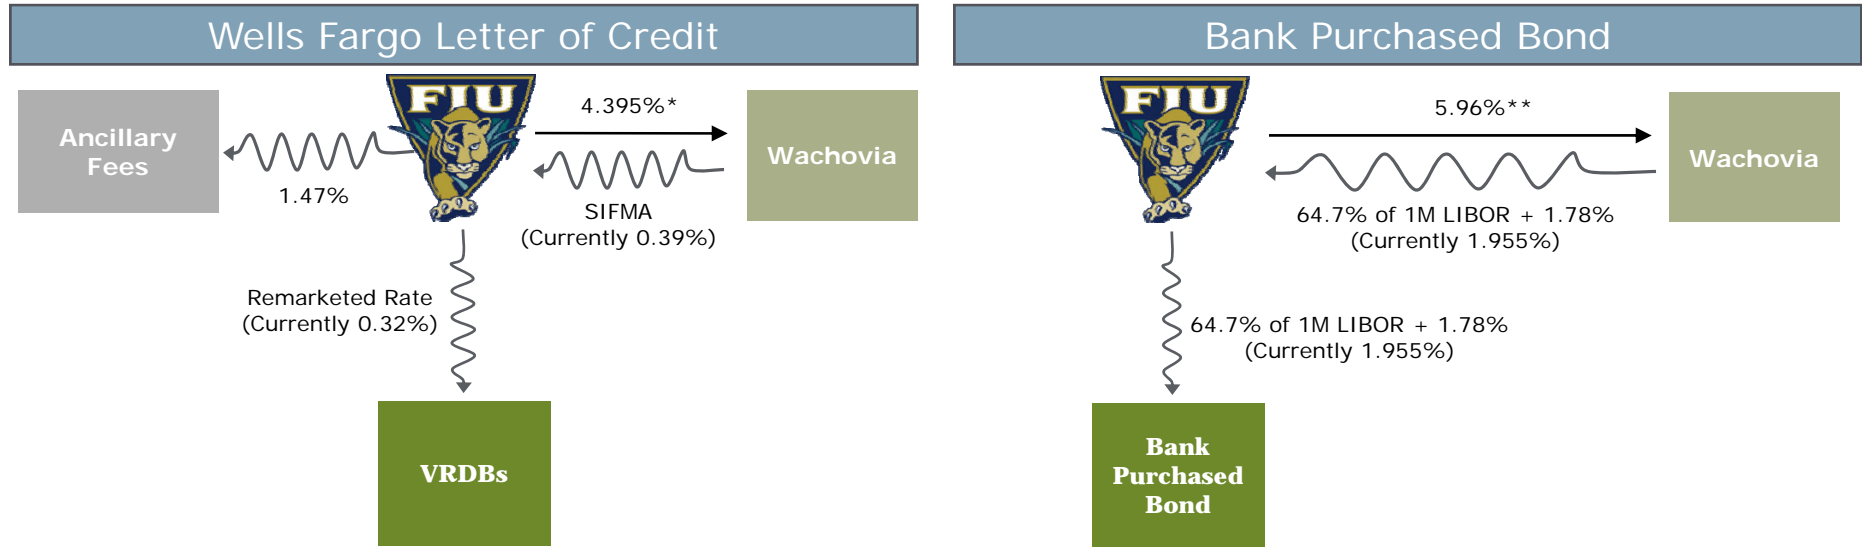 Wells Fargo Letter of Credit
Ancillary
Fees
1.47%
FIU
4.395%*
Wachovia
SIFMA
(Currently 0.39%)
Remarketed Rate
(Currently 0.32%)
VRDBs
Bank Purchased Bond
FIU
5.96%**
Wachovia
64.7% of 1M LIBOR + 1.78%
(Currently 1.955%)
64.7% of 1M LIBOR + 1.78%
(Currently 1.955%)
Bank
Purchased
Bond